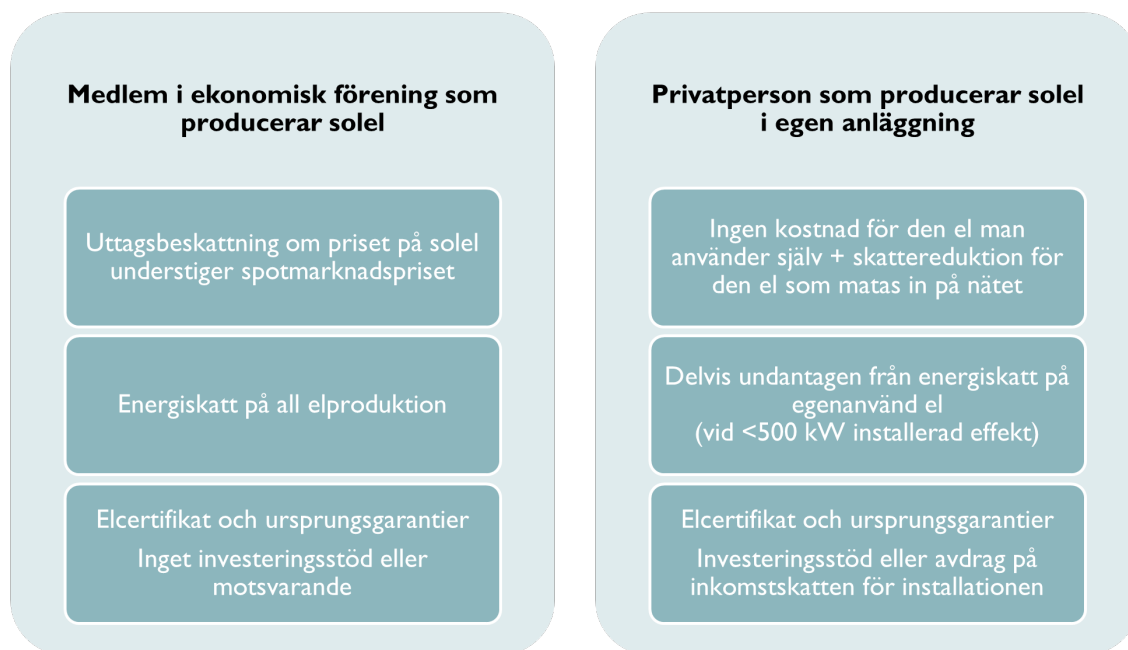 Medlem i ekonomisk förening som
producerar solel
Uttagsbeskattning om priset på solel
understiger spotmarknadspriset
Energiskatt på all elproduktion
Elcertifikat och ursprungsgarantier
Inget investeringsstöd eller
motsvarande
Privatperson som producerar solel
i egen anläggning
Ingen kostnad för den el man
använder själv + skattereduktion för
den el som matas in på nätet
Delvis undantagen från energiskatt på
egenanvänd el
(vid <500 kW installerad effekt)
Elcertifikat och ursprungsgarantier
Investeringsstöd eller avdrag på
inkomstskatten för installationen